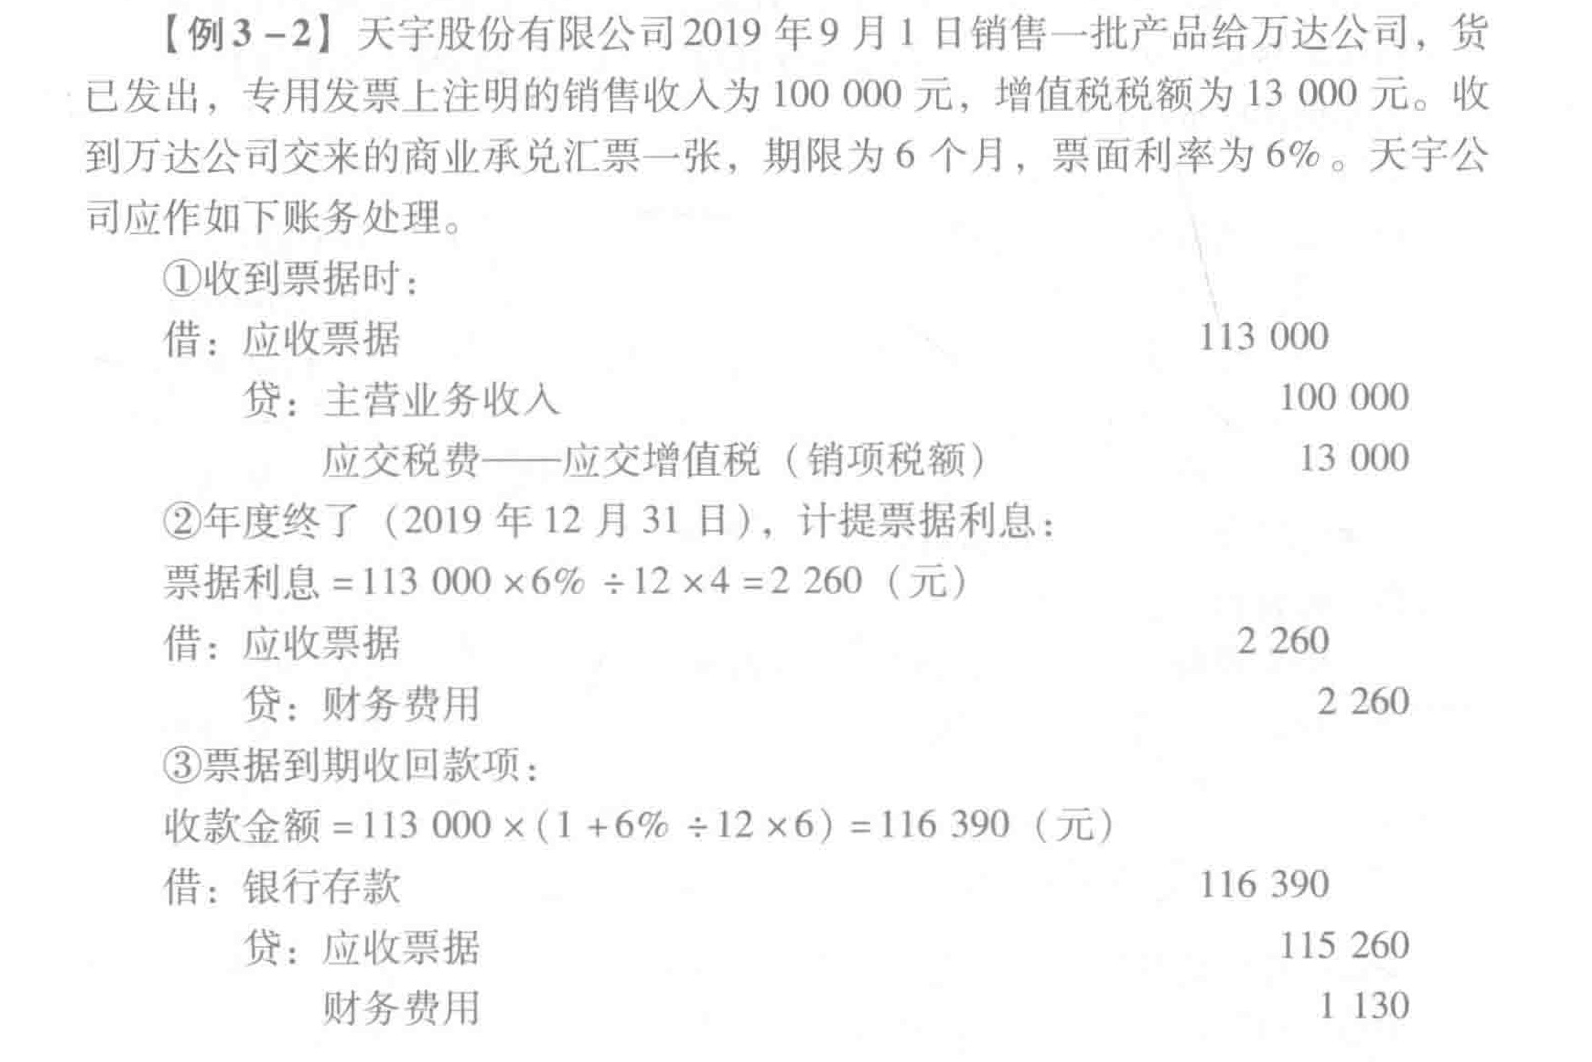 【例3-2】天宇股份有限公司2019年9月1日销售一批产品给万达公司，货
已发出，专用发票上注明的销售收入为100 000元，增值税税额为13 000元。收
到万达公司交来的商业承兑汇票一张，期限为6个月，票面利率为6%。天宇公
司应作如下账务处理。
①收到票据时：
借：应收票据 113 000
贷：主营业务收入 100 000
应交税费——应交增值税（销项税额） 13 000
②年度终了（2019年12月31日），计提票据利息：
票据利息=113 000×6%÷12×4=2 260（元）
借：应收票据 2 260
贷：财务费用 2 260
③票据到期收回款项：
收款金额=113 000×(1+6%÷12×6)=116 390（元）
借：银行存款 116 390
贷：应收票据 115 260
财务费用 1 130